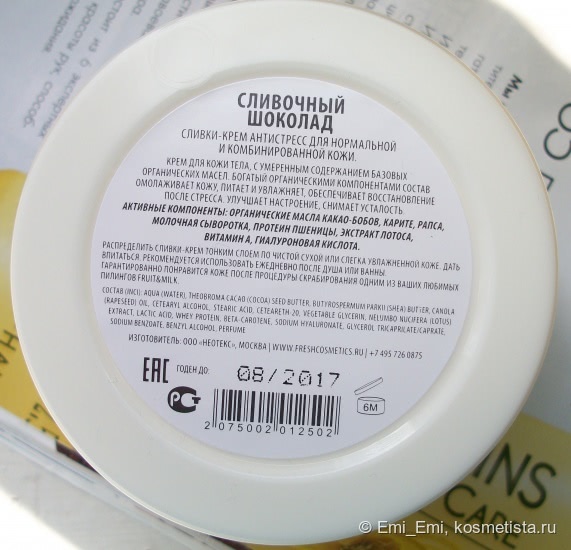 СЛИВОЧНЫЙ
ШОКОЛАД
СЛИВКИ-КРЕМ АНТИСТРЕСС ДЛЯ НОРМАЛЬНОЙ
И КОМБИНИРОВАННОЙ КОЖИ.
КРЕМ ДЛЯ КОЖИ ТЕЛА, С УМЕРЕННЫМ СОДЕРЖАНИЕМ БАЗОВЫХ
ОРГАНИЧЕСКИХ МАСЕЛ. БОГАТЫЙ ОРГАНИЧЕСКИМИ КОМПОНЕНТАМИ СОСТАВ
ОМОЛАЖИВАЕТ КОЖУ, ПИТАЕТ И УВЛАЖНЯЕТ, ОБЕСПЕЧИВАЕТ ВОССТАНОВЛЕНИЕ
ПОСЛЕ СТРЕССА. УЛУЧШАЕТ НАСТРОЕНИЕ, СНИМАЕТ УСТАЛОСТЬ
АКТИВНЫЕ КОМПОНЕНТЫ: ОРГАНИЧЕСКИЕ МАСЛА КАКАО-БОБОВ, КАРИТЕ, РАПСА,
МОЛОЧНАЯ СЫВОРОТКА, ПРОТЕИН ПШЕНИЦЫ, ЭКСТРАКТ ЛОТОСА,
ВИТАМИН А, ГИАЛУРОНОВАЯ КИСЛОТА.
РАСПРЕДЕЛИТЬ СЛИВКИ-КРЕМ ТОНКИМ СЛОЕМ ПО ЧИСТОЙ СУХОЙ ИЛИ СЛЕГКА УВЛАЖНЕННОЙ КОЖЕ. ДАТЬ
ВПИТАТЬСЯ. РЕКОМЕНДУЕТСЯ ИСПОЛЬЗОВАТЬ ЕЖЕДНЕВНО ПОСЛЕ ДУША ИЛИ ВАННЫ.
ГАРАНТИРОВАННО ПОНРАВИТСЯ КОЖЕ ПОСЛЕ ПРОЦЕДУРЫ СКРАБИРОВАНИЯ ОДНИМ ИЗ ВАШИХ ЛЮБИМЫХ
ПИЛИНГОВ FRUIT&MILK.
СОСТАВ (INCI): AQUA (WATER), THEOBROMA CACAO (COCOA) SEED BUTTER, BUTYROSPERMUM PARKII (SHEA) BUTTER, CANOLA
(RAPESEED) OIL, CETEARYL ALCOHOL, STEARIC ACID, CETEARETH-20, VEGETABLE GLYCERIN, NELUMBO NUCIFERA (LOTUS)
EXTRACT, LACTIC ACID, WHEY PROTEIN, BETA-CAROTENE, SODIUM HYALURONATE, GLYCEROL TRICAPRILATE/CAPRATE,
SODIUM BENZOATE, BENZYL ALCOHOL, PERFUME
ИЗГОТОВИТЕЛЬ: ООО «НЕОТЕКС», МОСКВА | WWW.FRESHCOSMETICS.RU | +7 495 726 0875
EAC ГОДЕН ДО: 08/2017
РСТ
6M
2 075002 012502
INS
CARE
© Emi_Emi, kosmetista.ru